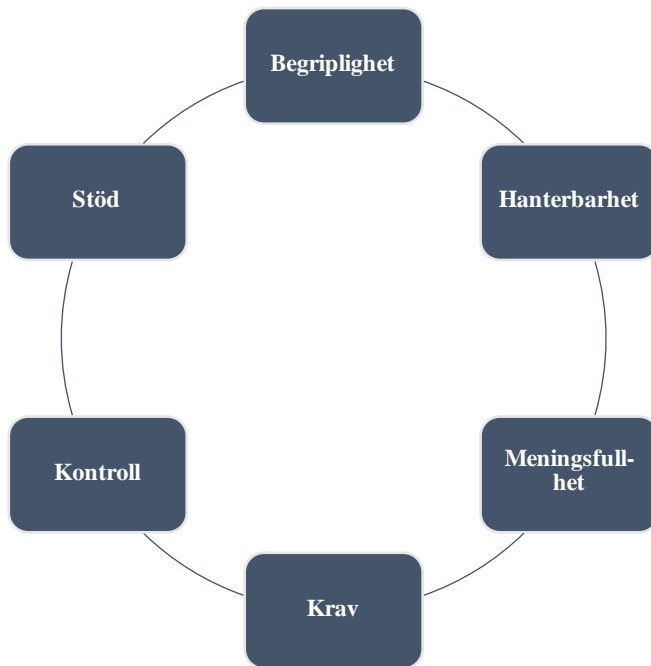 Begriplighet
Hanterbarhet
Meningsfull-
het
Krav
Kontroll
Stöd